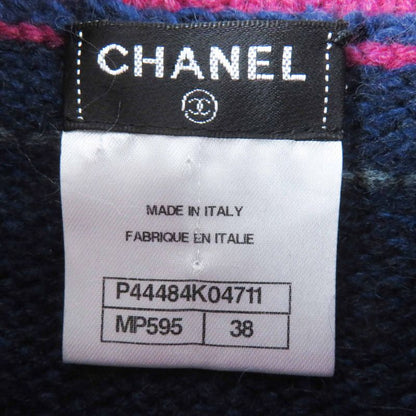 CHANEL
MADE IN ITALY
FABRIQUE EN ITALIE
P44484K04711
MP595 38